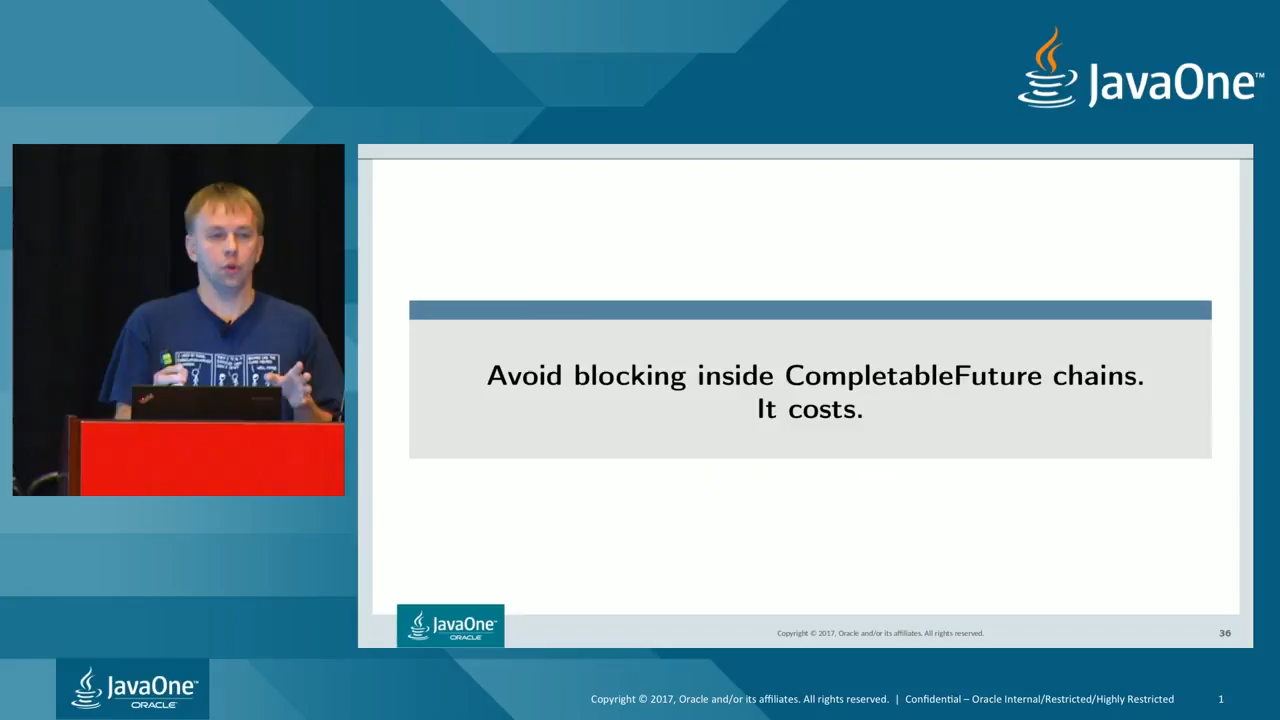 JavaOne™
Avoid blocking inside CompletableFuture chains.
It costs.
JavaOne™
ORACLE
Copyright © 2017, Oracle and/or its affiliates. All rights reserved.
36
JavaOne™
ORACLE
Copyright © 2017, Oracle and/or its affiliates. All rights reserved. | Confidential – Oracle Internal/Restricted/Highly Restricted
1